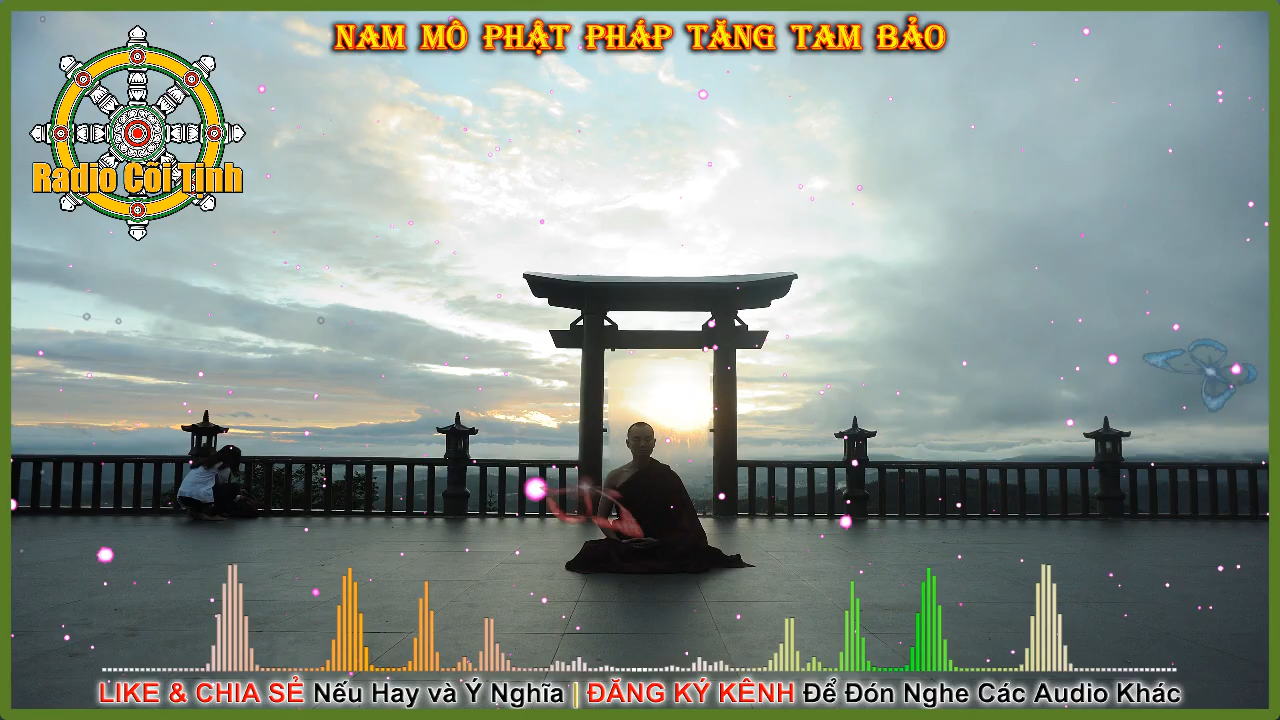 NAM MÔ PHẬT PHÁP TĂNG TAM BẢO
Radio Cõi Tịnh
LIKE & CHIA SẺ Nếu Hay và Ý Nghĩa | ĐĂNG KÝ KÊNH Để Đón Nghe Các Audio Khác